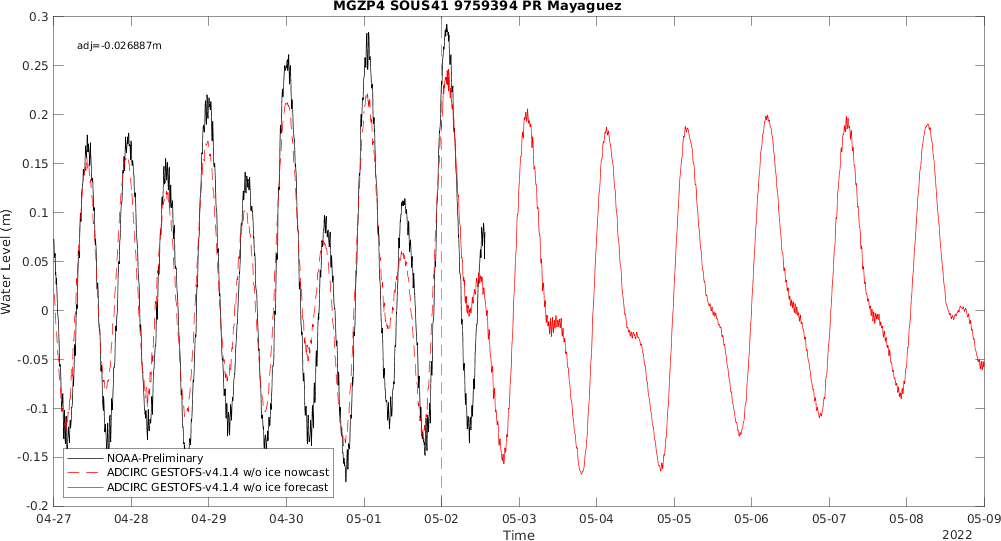 MGZP4 SOUS41 9759394 PR Mayaguez
adj=-0.026887m
Water Level (m)
0.3
0.25
0.2
0.15
0.1
0.05
0
-0.05
-0.1
-0.15
-0.2
NOAA-Preliminary
ADCIRC GESTOFS-v4.1.4 w/o ice nowcast
ADCIRC GESTOFS-v4.1.4 w/o ice forecast
04-27 04-28 04-29 04-30 05-01 05-02 05-03 05-04 05-05 05-06 05-07 05-08 05-09
Time
2022